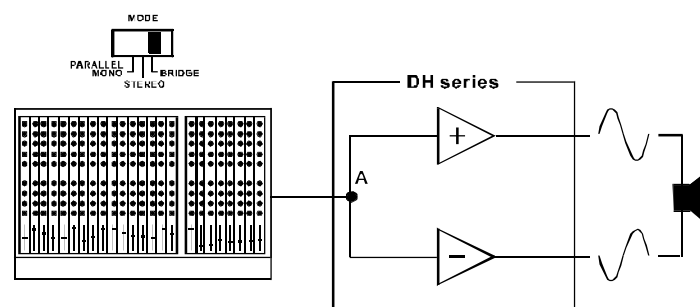 MODE
PARALLEL
MONO
BRIDGE
STEREO
DH series
A
+
−